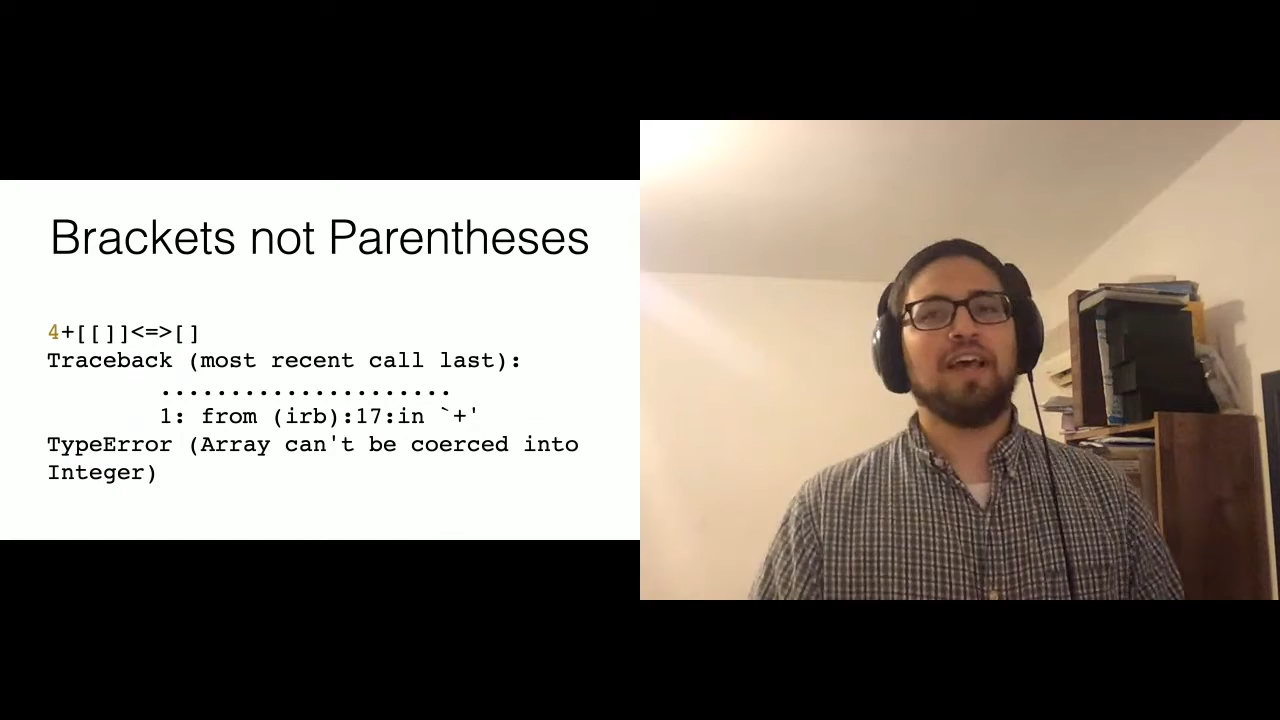 Brackets not Parentheses
4+[[]]<=>[]
Traceback (most recent call last):
......................
1: from (irb):17:in `+'
TypeError (Array can't be coerced into
Integer)